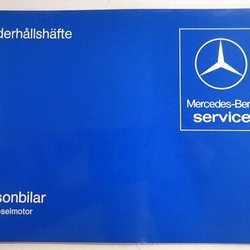 derhållshäfte
Mercedes-Ben
service
sonbilar
selmotor